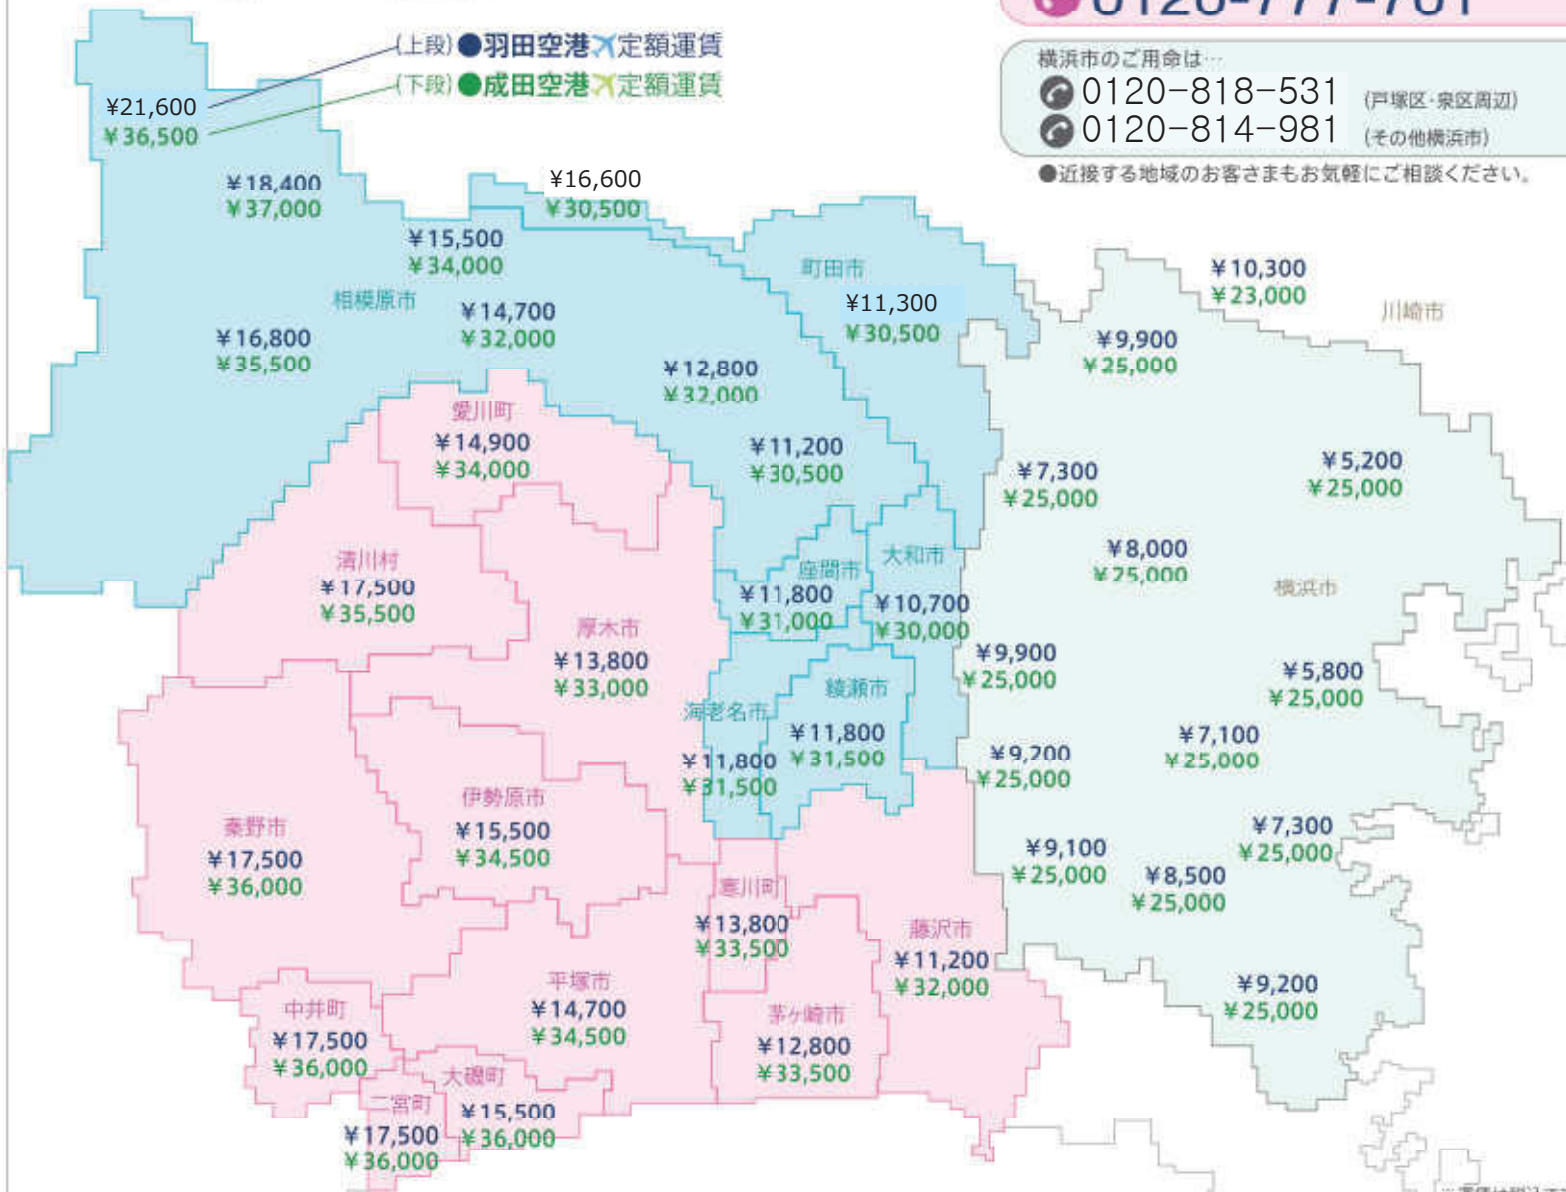 (上段)●羽田空港 定額運賃
(下段)●成田空港 定額運賃
横浜市のご用命は…
0120-818-531 (戸塚区・泉区周辺)
0120-814-981 (その他横浜市)
●近接する地域のお客さまもお気軽にご相談ください。
¥21,600
¥36,500
¥18,400
¥37,000
¥16,600
¥30,500
¥15,500
¥34,000
相模原市
¥14,700
¥32,000
¥16,800
¥35,500
町田市
¥11,300
¥30,500
¥12,800
¥32,000
¥11,200
¥30,500
¥10,300
¥23,000
川崎市
¥9,900
¥25,000
愛川町
¥14,900
¥34,000
¥7,300
¥25,000
¥5,200
¥25,000
清川村
¥17,500
¥35,500
座間市
¥11,800
¥31,000
大和市
¥10,700
¥30,000
¥8,000
¥25,000
横浜市
厚木市
¥13,800
¥33,000
海老名市
¥11,800
¥31,500
綾瀬市
¥11,800
¥31,500
¥9,900
¥25,000
¥5,800
¥25,000
¥9,200
¥25,000
¥7,100
¥25,000
秦野市
¥17,500
¥36,000
伊勢原市
¥15,500
¥34,500
¥9,100
¥25,000
¥8,500
¥25,000
¥7,300
¥25,000
寒川町
¥13,800
¥33,500
藤沢市
¥11,200
¥32,000
¥9,200
¥25,000
中井町
¥17,500
¥36,000
平塚市
¥14,700
¥34,500
茅ヶ崎市
¥12,800
¥33,500
大磯町
¥15,500
¥36,000
二宮町
¥17,500
¥36,000